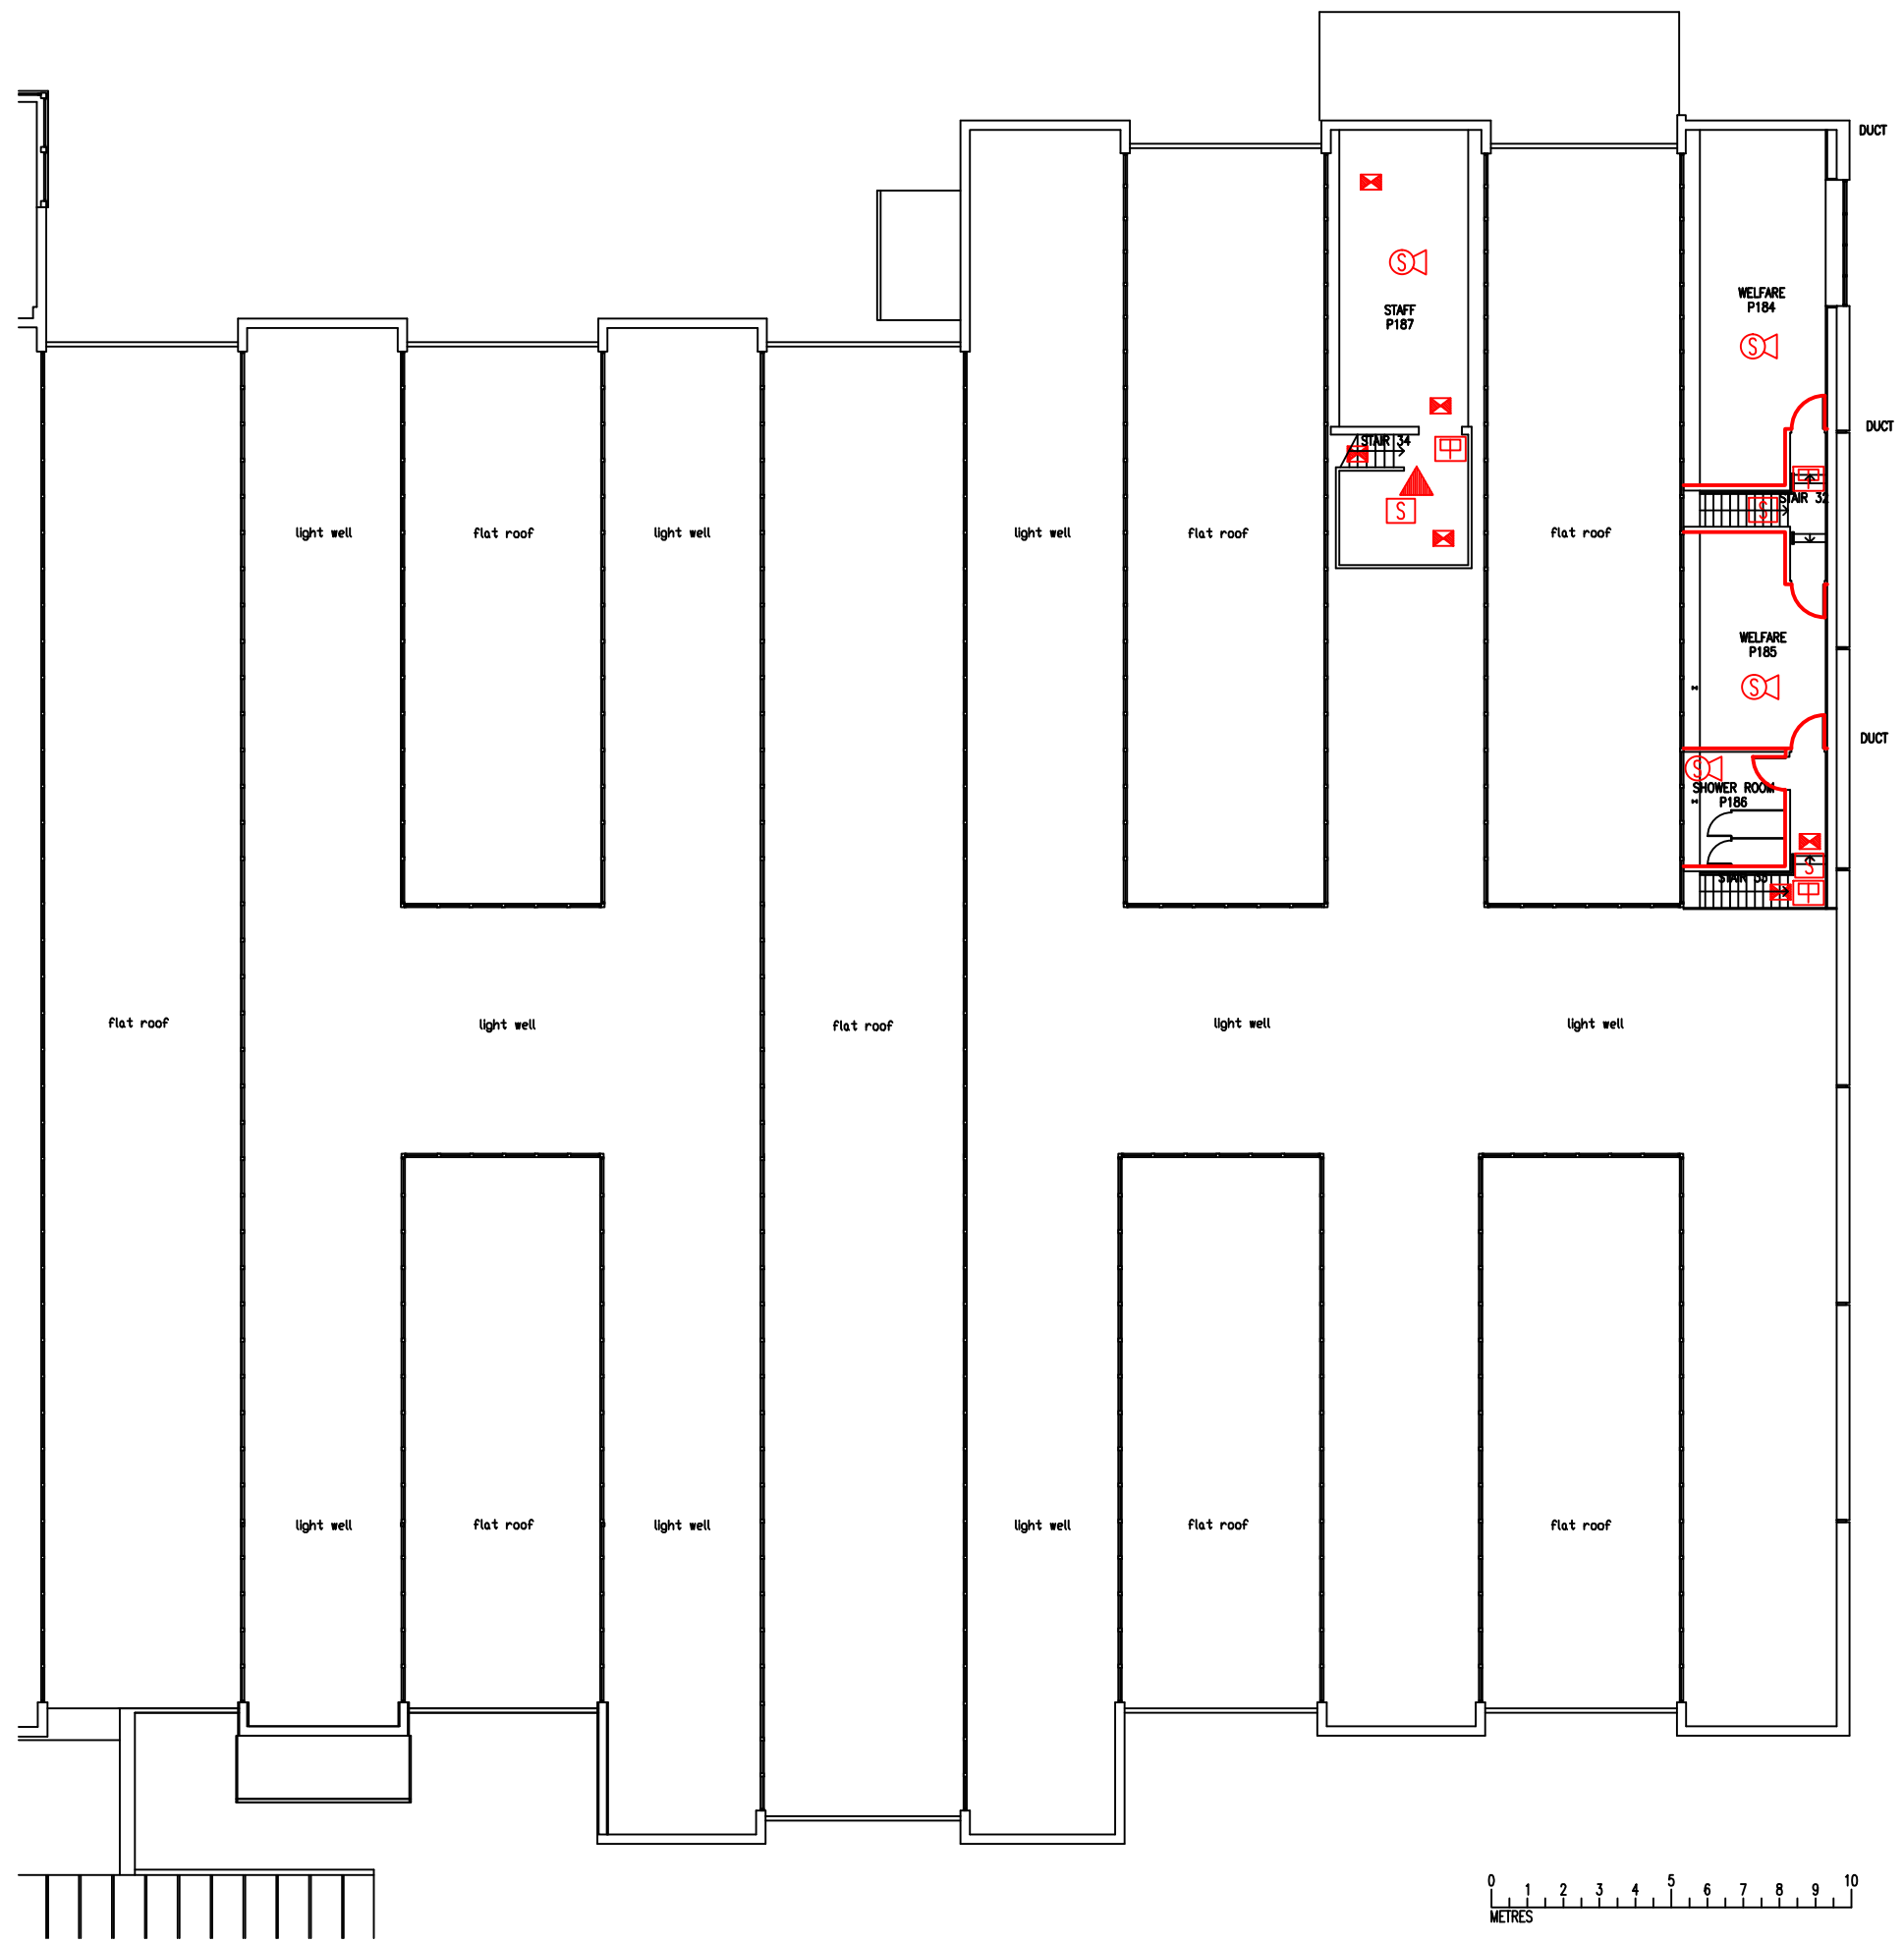 DUCT
WELFARE
P184
STAFF
P187
DUCT
STAIR 34
STAIR 32
light well
flat roof
light well
light well
flat roof
flat roof
WELFARE
P185
DUCT
SHOWER ROOM
P186
STAIR 33
flat roof
light well
flat roof
light well
light well
light well
flat roof
light well
light well
flat roof
flat roof
0 1 2 3 4 5 6 7 8 9 10
METRES
S
S
S
S
S
S
S